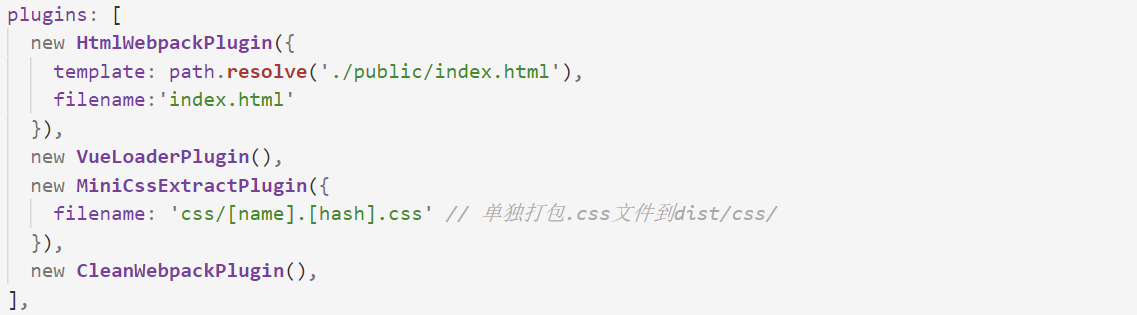 plugins: [
  new HtmlWebpackPlugin({
    template: path.resolve('./public/index.html'),
    filename:'index.html'
  }),
  new VueLoaderPlugin(),
  new MiniCssExtractPlugin({
    filename: 'css/[name].[hash].css' // 单独打包.css文件到dist/css/
  }),
  new CleanWebpackPlugin(),
],